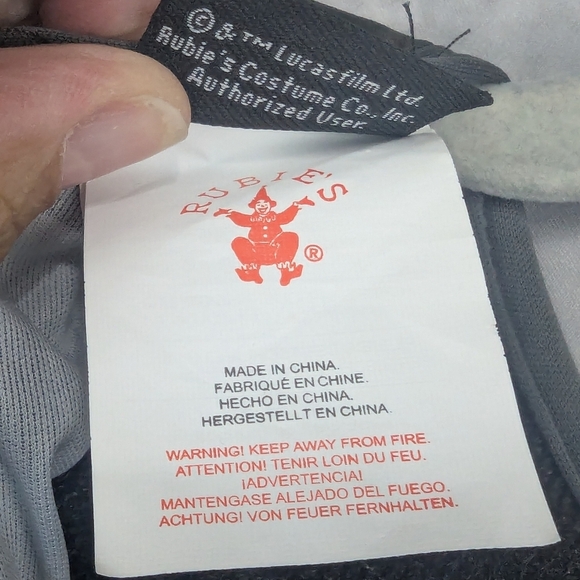 © & ™ Lucasfilm Ltd.
Rubie's Costume Co., Inc.
Authorized User.
RUBIE'S
®
MADE IN CHINA.
FABRIQUÉ EN CHINE.
HECHO EN CHINA.
HERGESTELLT EN CHINA.
WARNING! KEEP AWAY FROM FIRE.
ATTENTION! TENIR LOIN DU FEU.
¡ADVERTENCIA!
MANTENGASE ALEJADO DEL FUEGO.
ACHTUNG! VON FEUER FERNHALTEN.